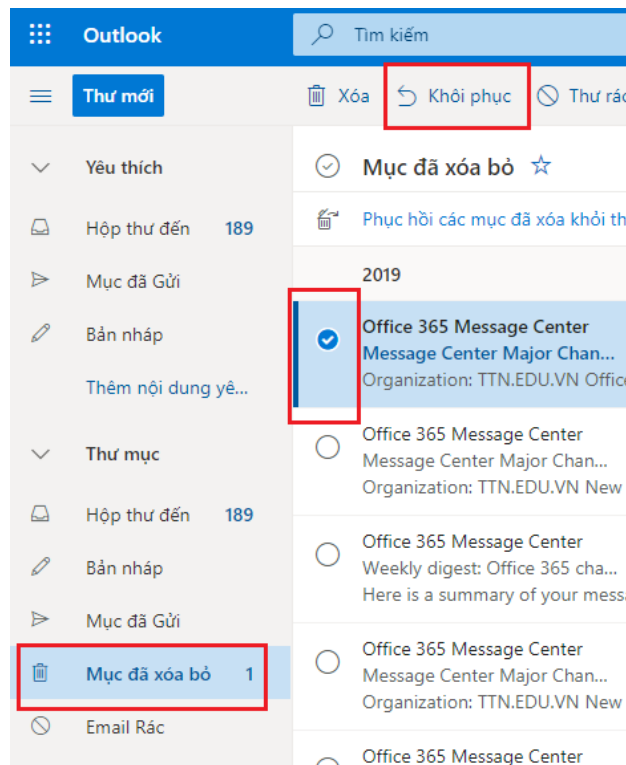 Outlook
Tìm kiếm
Thư mới
Xóa
Khôi phục
Thư rác
Yêu thích
Hộp thư đến 189
Mục đã Gửi
Bản nháp
Thêm nội dung yê...
Thư mục
Hộp thư đến 189
Bản nháp
Mục đã Gửi
Mục đã xóa bỏ 1
Email Rác
Mục đã xóa bỏ
Phục hồi các mục đã xóa khỏi th
2019
Office 365 Message Center
Message Center Major Chan...
Organization: TTN.EDU.VN Office
Office 365 Message Center
Message Center Major Chan...
Organization: TTN.EDU.VN New
Office 365 Message Center
Weekly digest: Office 365 cha...
Here is a summary of your messa
Office 365 Message Center
Message Center Major Chan...
Organization: TTN.EDU.VN New
Office 365 Message Center